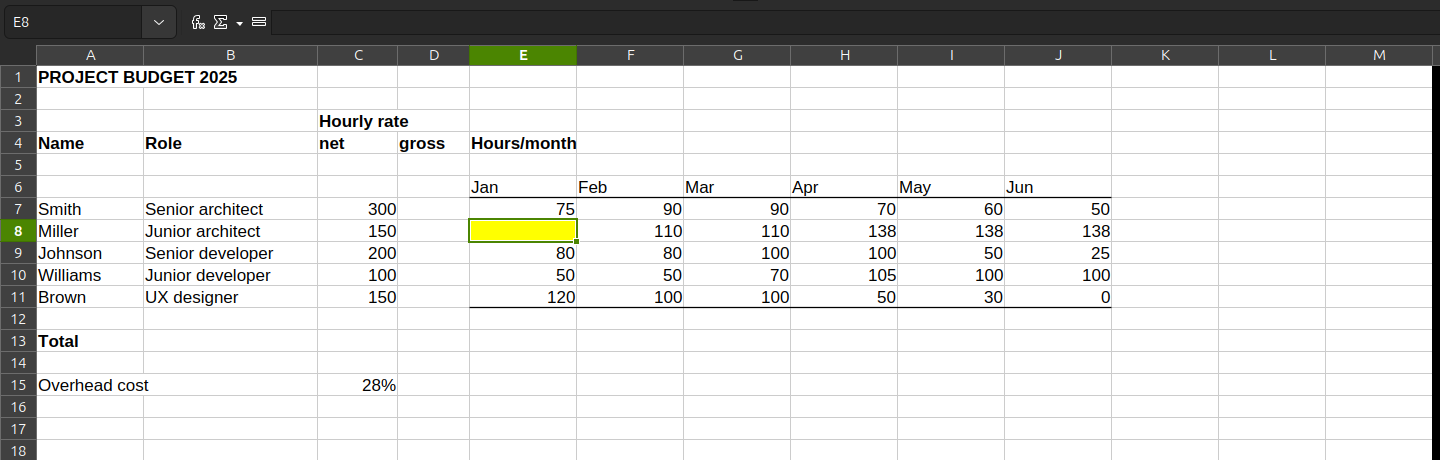 E8
A B C D E F G H I J K L M
1 PROJECT BUDGET 2025
2
3 Hourly rate
4 Name Role net gross Hours/month
5
6 Jan Feb Mar Apr May Jun
7 Smith Senior architect 300 75 90 90 70 60 50
8 Miller Junior architect 150 110 110 138 138 138
9 Johnson Senior developer 200 80 80 100 100 50 25
10 Williams Junior developer 100 50 50 70 105 100 100
11 Brown UX designer 150 120 100 100 50 30 0
12
13 Total
14
15 Overhead cost 28%
16
17
18